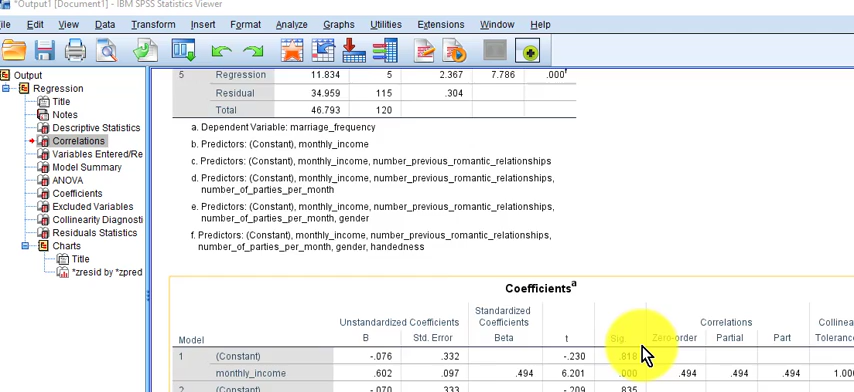 *Output1 [Document1] - IBM SPSS Statistics Viewer
ile Edit View Data Transform Insert Format Analyze Graphs Utilities Extensions Window Help
Output
Regression
Title
Notes
Descriptive Statistics
Correlations
Variables Entered/Re
Model Summary
ANOVA
Coefficients
Excluded Variables
Collinearity Diagnosti
Residuals Statistics
Charts
Title
*zresid by *zpred
5 Regression 11.834 5 2.367 7.786 .000f
Residual 34.959 115 .304
Total 46.793 120
a. Dependent Variable: marriage_frequency
b. Predictors: (Constant), monthly_income
c. Predictors: (Constant), monthly_income, number_previous_romantic_relationships
d. Predictors: (Constant), monthly_income, number_previous_romantic_relationships,
number_of_parties_per_month
e. Predictors: (Constant), monthly_income, number_previous_romantic_relationships,
number_of_parties_per_month, gender
f. Predictors: (Constant), monthly_income, number_previous_romantic_relationships,
number_of_parties_per_month, gender, handedness
Coefficientsa
Unstandardized Coefficients Standardized Coefficients Correlations Collinea
Model B Std. Error Beta t Sig. Zero-order Partial Part Tolerance
1 (Constant) -.076 .332 -.230 .818
monthly_income .602 .097 .494 6.201 .000 .494 .494 .494 1.000
2 (Constant) -.070 .333 -.209 .835